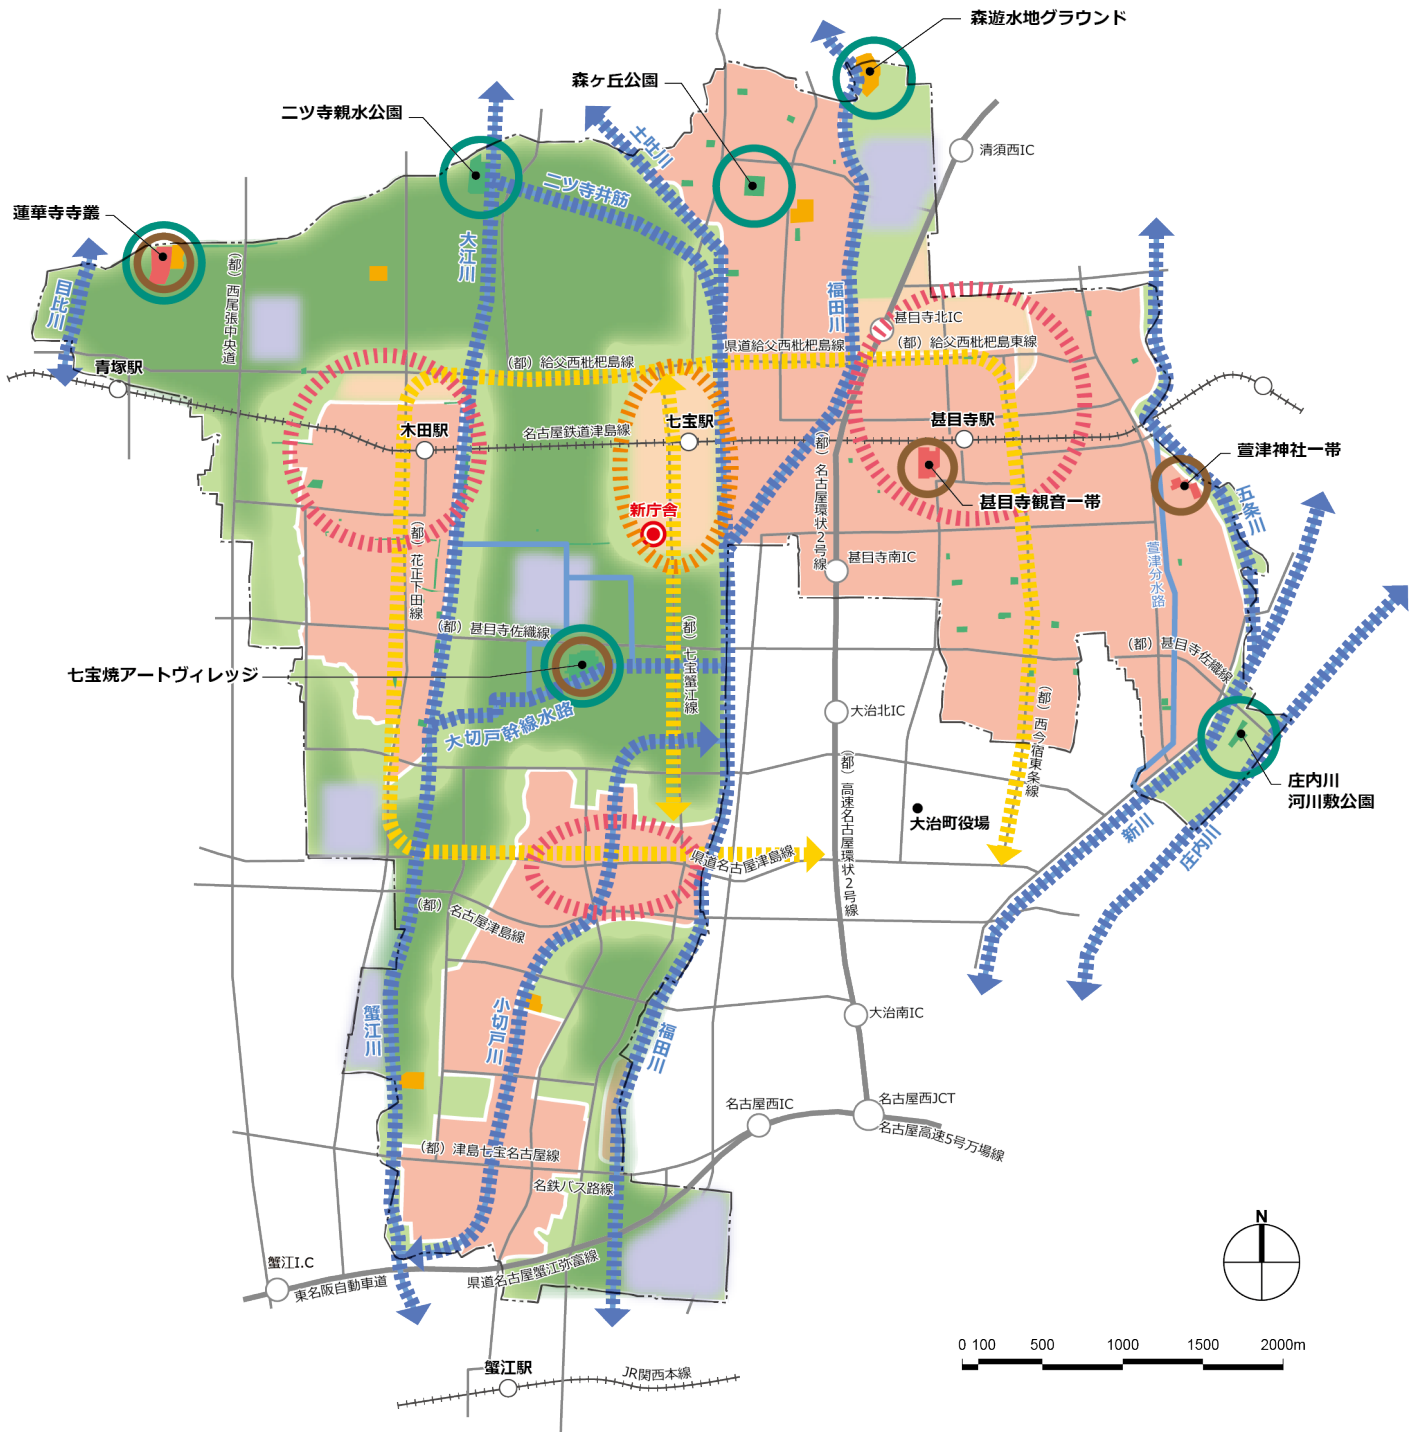 森遊水地グラウンド
森ヶ丘公園
二ツ寺親水公園
土吐川
清須西IC
二ツ寺井筋
蓮華寺寺叢
大江川
(都)西尾張中央道
目比川
福田川
甚目寺北IC
県道給父西枇杷島線
(都)給父西枇杷島東線
(都)給父西枇杷島線
青塚駅
木田駅
名古屋鉄道津島線
七宝駅
甚目寺駅
(都)名古屋環状2号線
萱津神社一帯
甚目寺観音一帯
五条川
新庁舎
(都)花正下田線
甚目寺南IC
萱津分水路
(都)甚目寺佐織線
(都)七宝蟹江線
(都)甚目寺佐織線
七宝焼アートヴィレッジ
(都)西今宿東条線
大切戸幹線水路
大治北IC
(都)高速名古屋環状2号線
庄内川
河川敷公園
大治町役場
新川
庄内川
県道名古屋津島線
(都)名古屋津島線
蟹江川
小切戸川
福田川
大治南IC
名古屋西IC
名古屋西JCT
名古屋高速5号万場線
(都)津島七宝名古屋線
名鉄バス路線
N
蟹江I.C
東名阪自動車道
県道名古屋蟹江弥富線
0 100 500 1000 1500 2000m
蟹江駅
JR関西本線